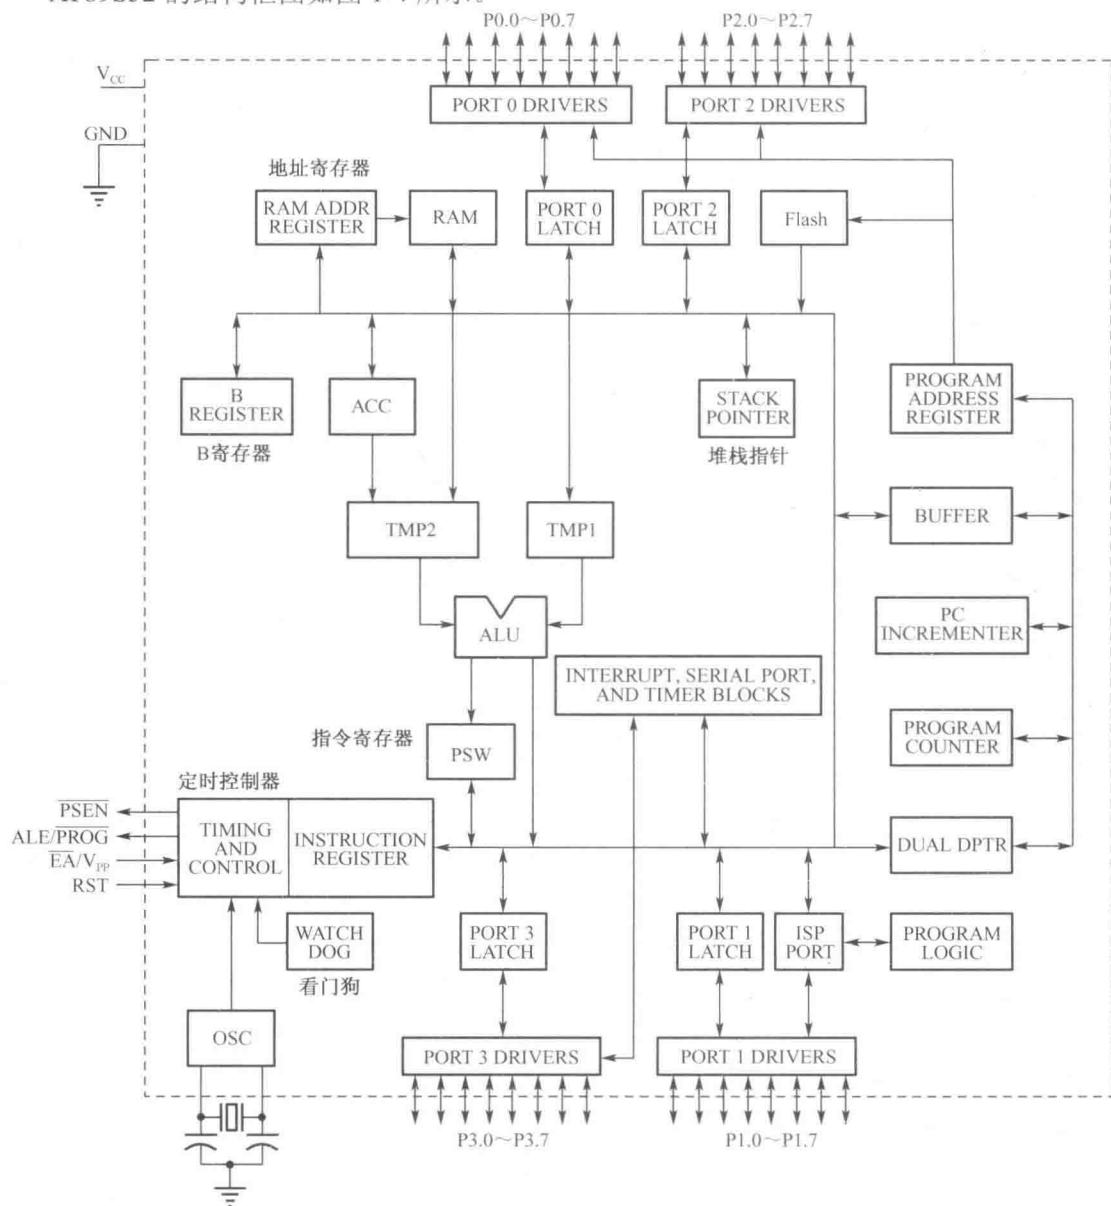 P0.0～P0.7
P2.0～P2.7
V_CC
PORT 0 DRIVERS
PORT 2 DRIVERS
GND
地址寄存器
RAM ADDR
REGISTER
RAM
PORT 0
LATCH
PORT 2
LATCH
Flash
B
REGISTER
ACC
STACK
POINTER
PROGRAM
ADDRESS
REGISTER
B寄存器
堆栈指针
TMP2
TMP1
BUFFER
ALU
PC
INCREMENTER
INTERRUPT, SERIAL PORT,
AND TIMER BLOCKS
指令寄存器
PSW
PROGRAM
COUNTER
定时控制器
PSEN
ALE/PROG
EA/V_PP
RST
TIMING
AND
CONTROL
INSTRUCTION
REGISTER
DUAL DPTR
WATCH
DOG
看门狗
PORT 3
LATCH
PORT 1
LATCH
ISP
PORT
PROGRAM
LOGIC
OSC
PORT 3 DRIVERS
PORT 1 DRIVERS
P3.0～P3.7
P1.0～P1.7